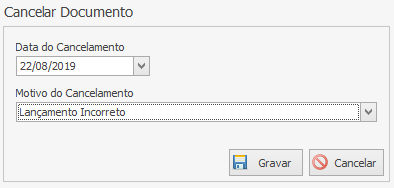 Cancelar Documento
Data do Cancelamento
22/08/2019
Motivo do Cancelamento
Lançamento Incorreto
Gravar Cancelar